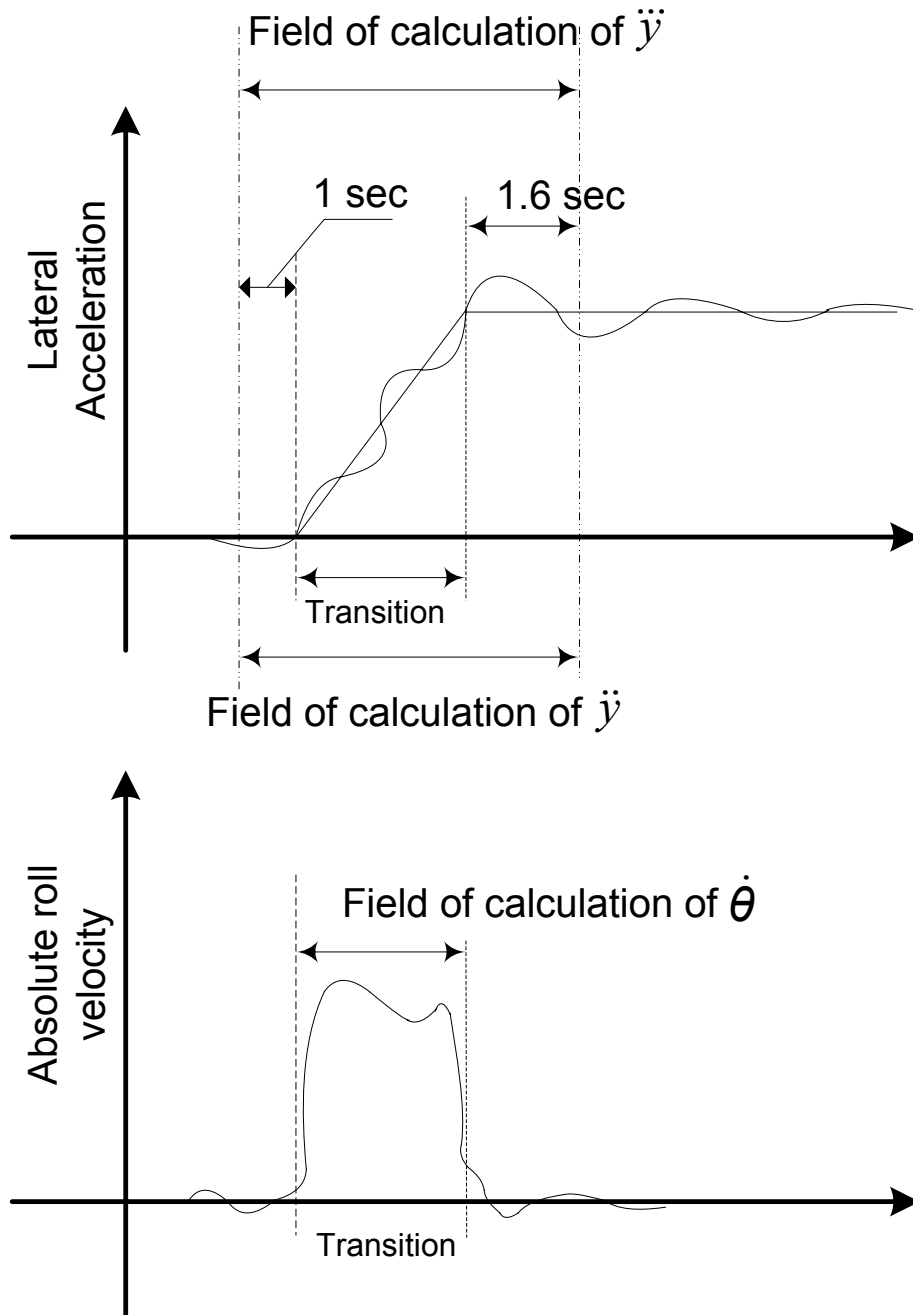 Field of calculation of y⃛
1 sec
1.6 sec
Lateral
Acceleration
Transition
Field of calculation of ÿ
Absolute roll
velocity
Field of calculation of θ̇
Transition